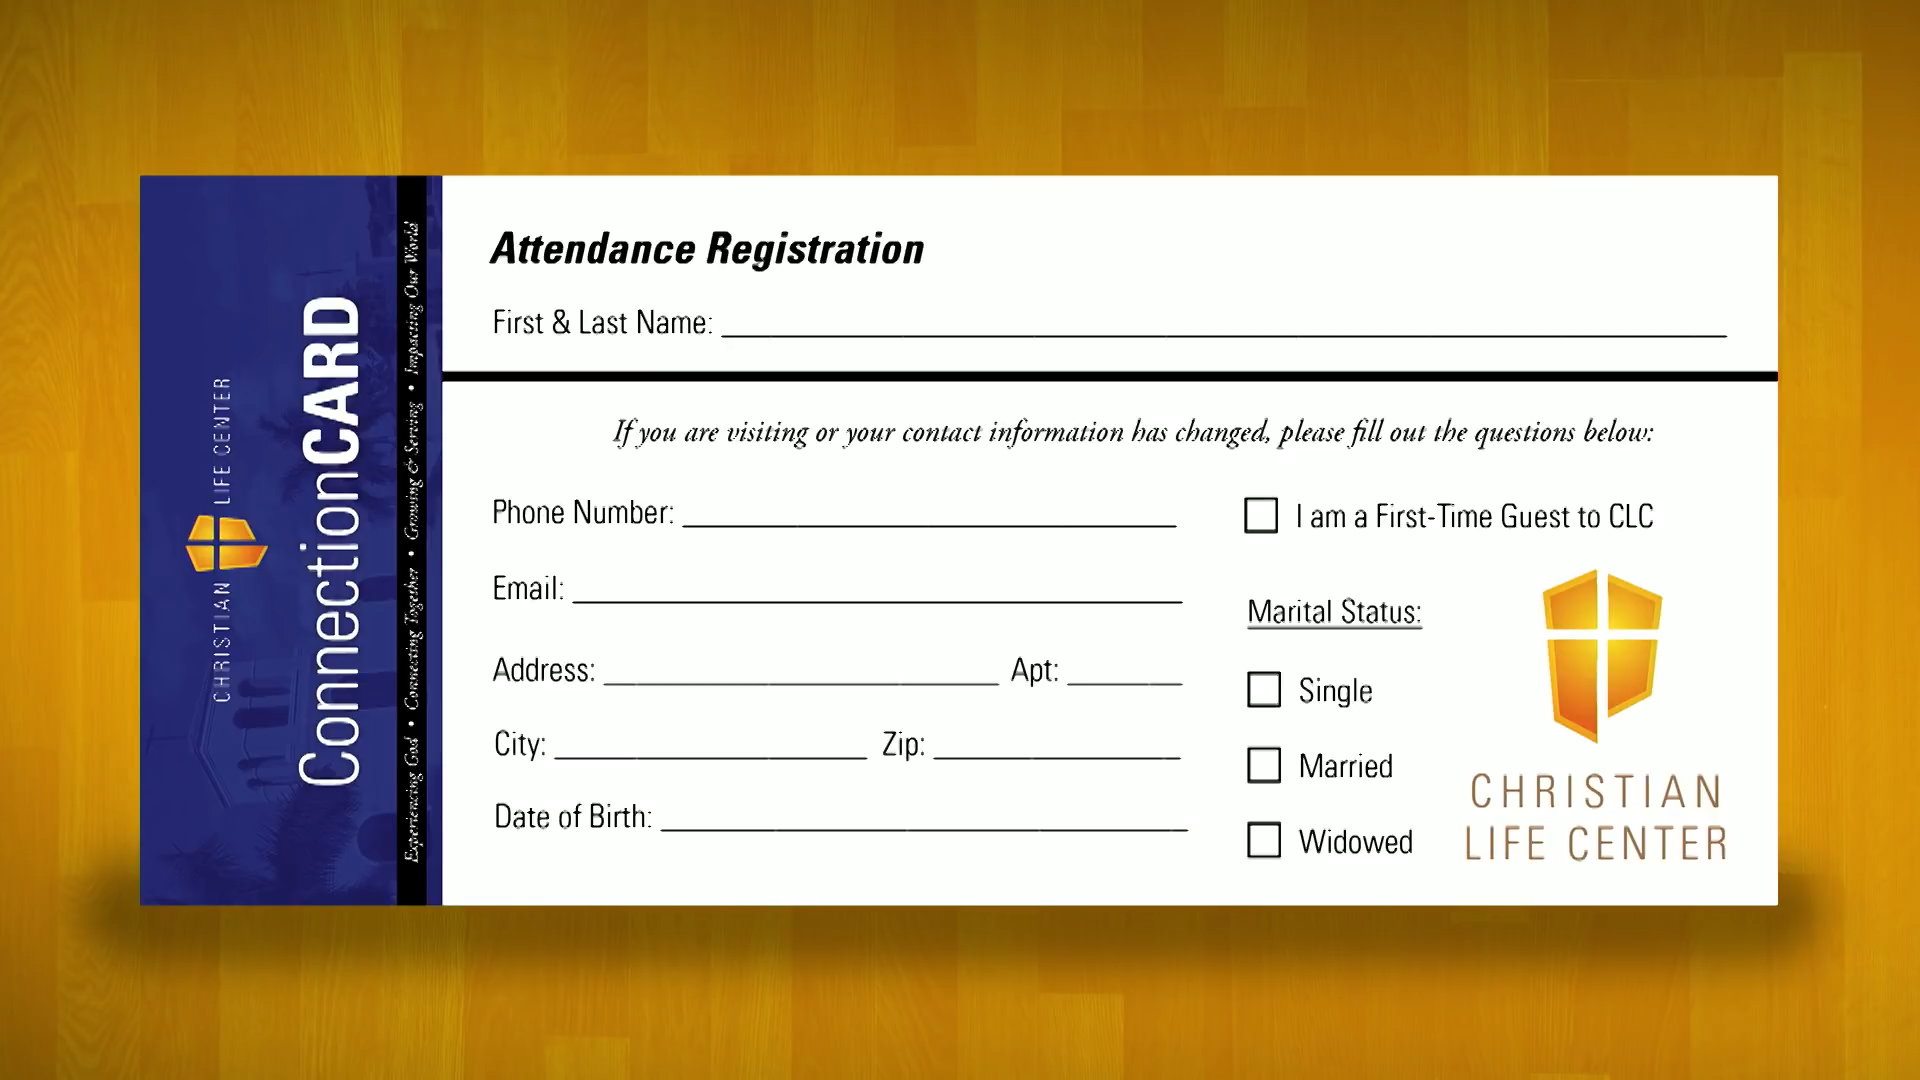 CHRISTIAN LIFE CENTER
ConnectionCARD
Experiencing God • Connecting Together • Growing & Serving • Impacting Our World
Attendance Registration
First & Last Name:
If you are visiting or your contact information has changed, please fill out the questions below:
Phone Number:
I am a First-Time Guest to CLC
Email:
Marital Status:
Address: Apt:
Single
City: Zip:
Married
Date of Birth:
Widowed
CHRISTIAN
LIFE CENTER